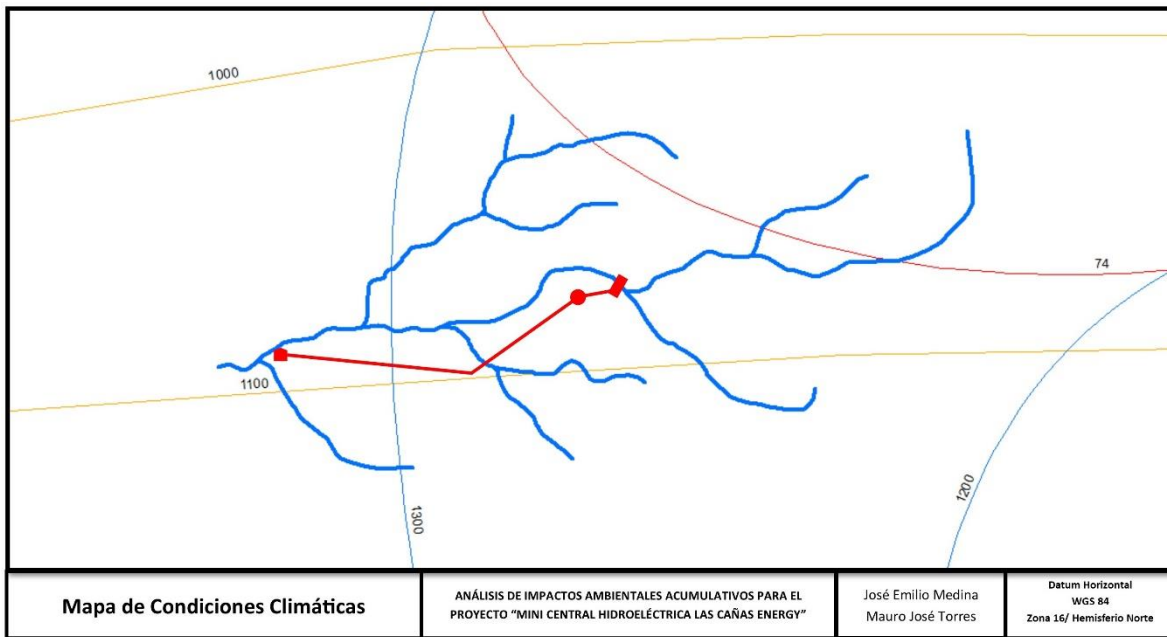 1000
74
1100
1200
1300
Mapa de Condiciones Climáticas
ANÁLISIS DE IMPACTOS AMBIENTALES ACUMULATIVOS PARA EL
PROYECTO “MINI CENTRAL HIDROELÉCTRICA LAS CAÑAS ENERGY”
José Emilio Medina
Mauro José Torres
Datum Horizontal
WGS 84
Zona 16/ Hemisferio Norte